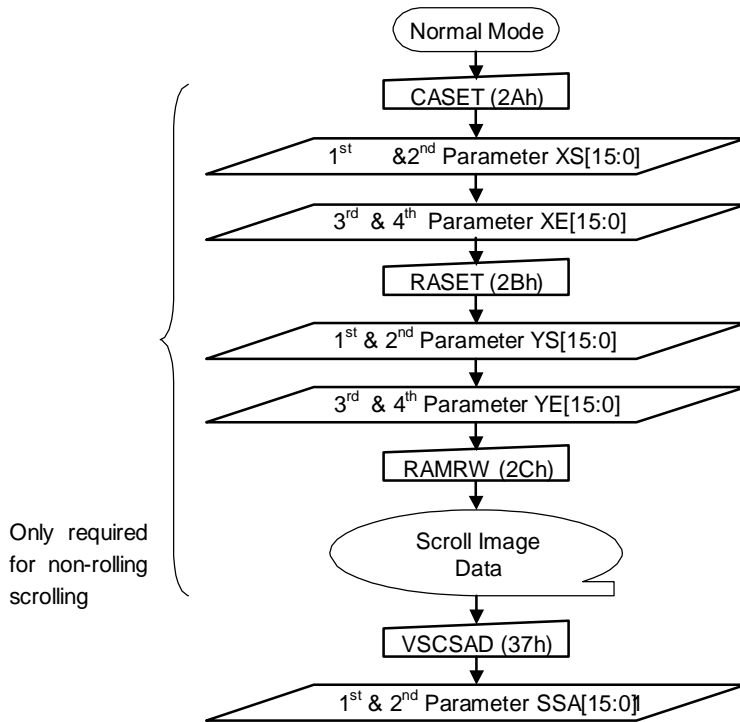 Normal Mode
CASET (2Ah)
1st &2nd Parameter XS[15:0]
3rd & 4th Parameter XE[15:0]
RASET (2Bh)
1st & 2nd Parameter YS[15:0]
3rd & 4th Parameter YE[15:0]
RAMRW (2Ch)
Only required
for non-rolling
scrolling
Scroll Image
Data
VSCSAD (37h)
1st & 2nd Parameter SSA[15:0]1